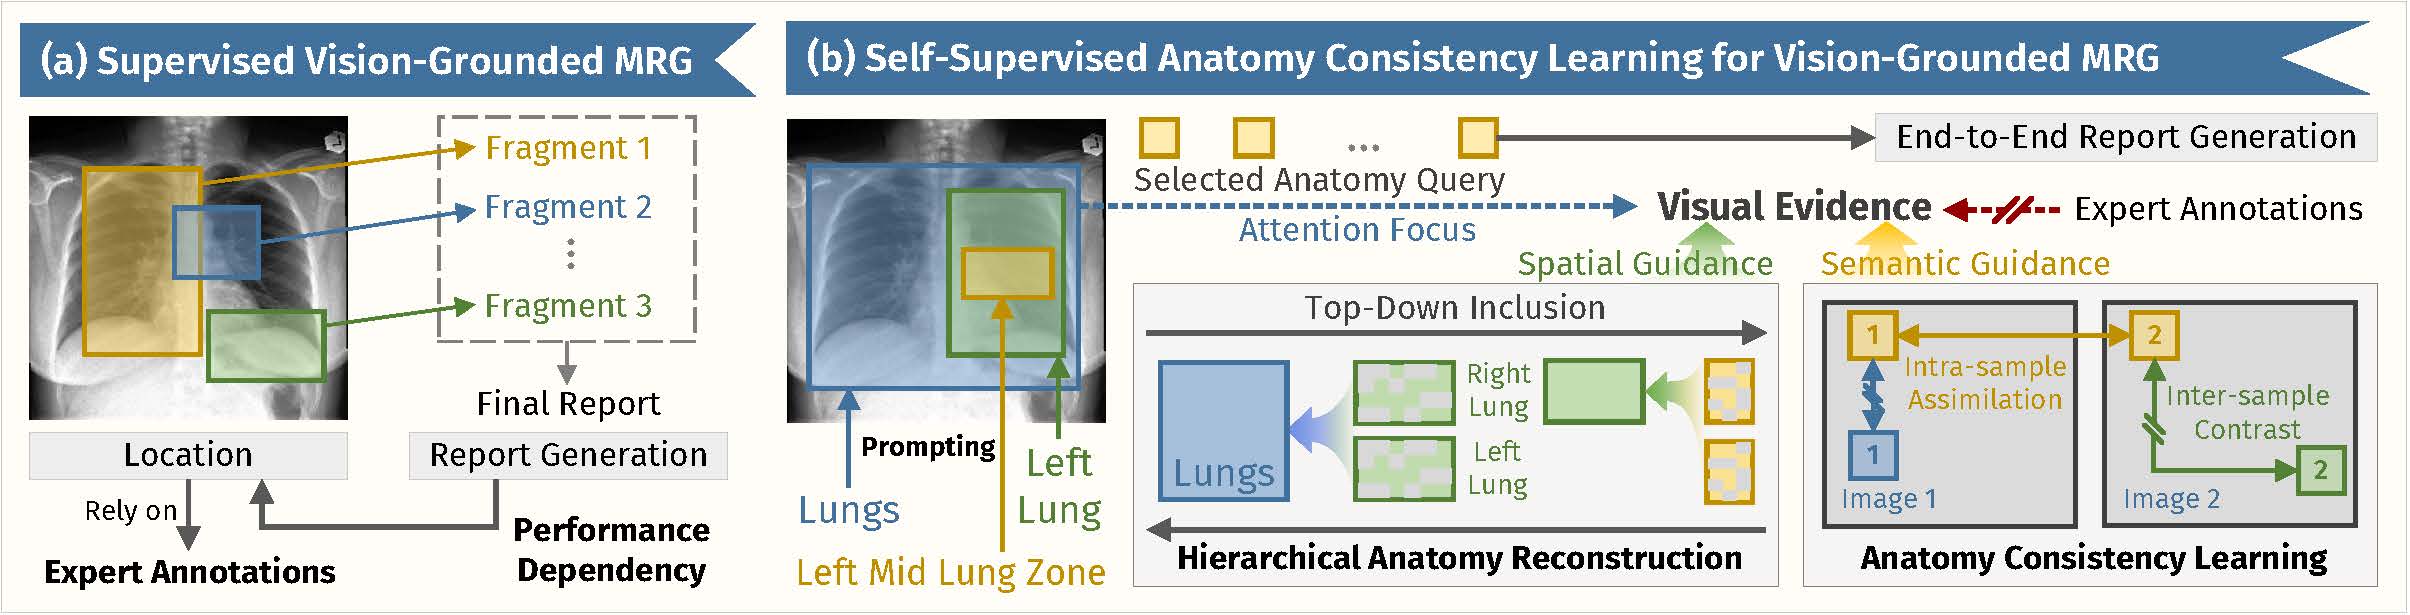 (a) Supervised Vision-Grounded MRG
Fragment 1
Fragment 2
Fragment 3
Final Report
Location
Report Generation
Rely on
Performance
Dependency
Expert Annotations
(b) Self-Supervised Anatomy Consistency Learning for Vision-Grounded MRG
...
End-to-End Report Generation
Selected Anatomy Query
Attention Focus
Visual Evidence
Expert Annotations
Spatial Guidance
Semantic Guidance
Prompting
Lungs
Left
Lung
Left Mid Lung Zone
Top-Down Inclusion
Lungs
Right
Lung
Left
Lung
Hierarchical Anatomy Reconstruction
1
2
Intra-sample
Assimilation
Inter-sample
Contrast
1
2
Image 1
Image 2
Anatomy Consistency Learning